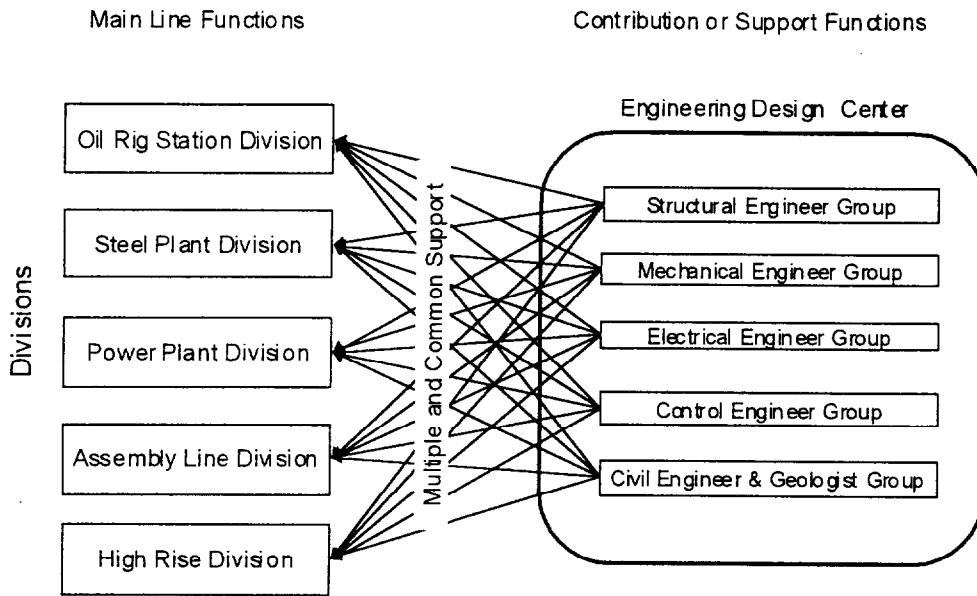 Main Line Functions
Contribution or Support Functions
Engineering Design Center
Divisions
Oil Rig Station Division
Steel Plant Division
Power Plant Division
Assembly Line Division
High Rise Division
Multiple and Common Support
Structural Engineer Group
Mechanical Engineer Group
Electrical Engineer Group
Control Engineer Group
Civil Engineer & Geologist Group